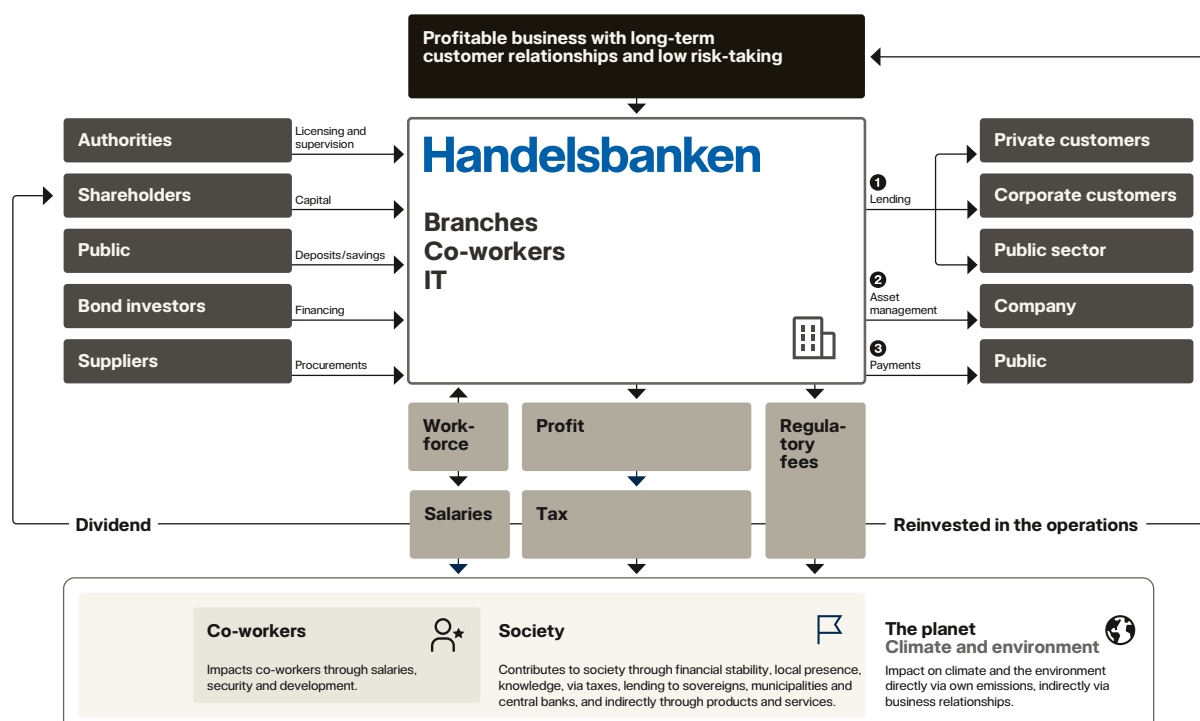 Profitable business with long-term
customer relationships and low risk-taking
Authorities
Licensing and
supervision
Shareholders
Capital
Public
Deposits/savings
Bond investors
Financing
Suppliers
Procurements
Handelsbanken
Branches
Co-workers
IT
1
Lending
2
Asset
management
3
Payments
Private customers
Corporate customers
Public sector
Company
Public
Work-
force
Profit
Regula-
tory
fees
Salaries
Tax
Dividend
Reinvested in the operations
Co-workers
Impacts co-workers through salaries,
security and development.
Society
Contributes to society through financial stability, local presence,
knowledge, via taxes, lending to sovereigns, municipalities and
central banks, and indirectly through products and services.
The planet
Climate and environment
Impact on climate and the environment
directly via own emissions, indirectly via
business relationships.